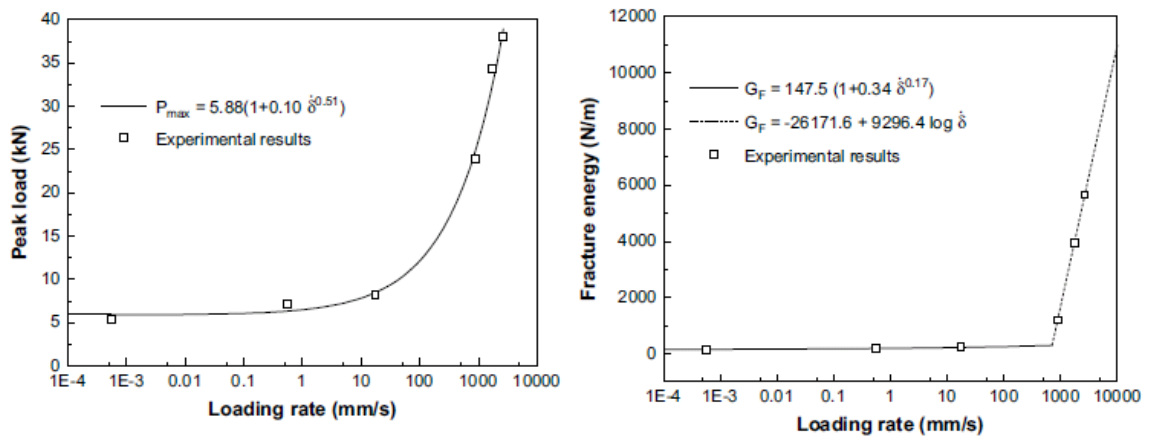 40
35
30
25
20
15
10
5
0
Peak load (kN)
P_max = 5.88(1+0.10 δ̇^0.51)
Experimental results
1E-4 1E-3 0.01 0.1 1 10 100 1000 10000
Loading rate (mm/s)
12000
10000
8000
6000
4000
2000
0
Fracture energy (N/m)
G_F = 147.5 (1+0.34 δ̇^0.17)
G_F = -26171.6 + 9296.4 log δ̇
Experimental results
1E-4 1E-3 0.01 0.1 1 10 100 1000 10000
Loading rate (mm/s)